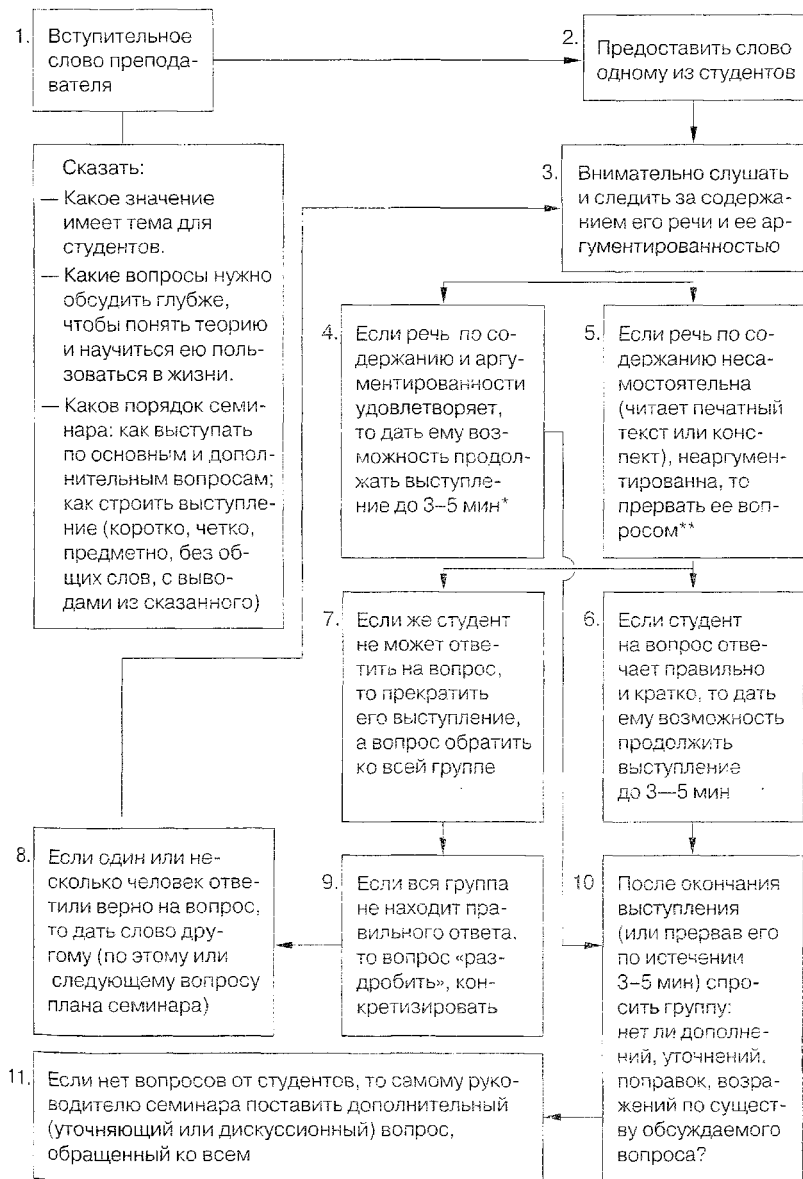 1. Вступительное
слово препода-
вателя
2. Предоставить слово
одному из студентов
Сказать:
— Какое значение
имеет тема для
студентов.
— Какие вопросы нужно
обсудить глубже,
чтобы понять теорию
и научиться ею поль-
зоваться в жизни.
— Каков порядок семи-
нара: как выступать
по основным и допол-
нительным вопросам;
как строить выступле-
ние (коротко, четко,
предметно, без об-
щих слов, с выво-
дами из сказанного)
3. Внимательно слушать
и следить за содержа-
нием его речи и ее ар-
гументированностью
4. Если речь по со-
держанию и аргу-
ментированности
удовлетворяет,
то дать ему воз-
можность продол-
жать выступле-
ние до 3–5 мин*
5. Если речь по со-
держанию неса-
мостоятельна
(читает печатный
текст или конс-
пект), неаргумен-
тированна, то
прервать ее воп-
росом**
7. Если же студент
не может отве-
тить на вопрос,
то прекратить
его выступление,
а вопрос обратить
ко всей группе
6. Если студент
на вопрос отве-
чает правильно
и кратко, то дать
ему возможность
продолжить
выступление
до 3—5 мин
8. Если один или не-
сколько человек отве-
тили верно на вопрос,
то дать слово дру-
гому (по этому или
следующему вопросу
плана семинара)
9. Если вся группа
не находит пра-
вильного ответа,
то вопрос «раз-
дробить», кон-
кретизировать
10 После окончания
выступления
(или прервав его
по истечении
3–5 мин) спро-
сить группу:
нет ли дополне-
ний, уточнений,
поправок, возра-
жений по сущест-
ву обсуждаемого
вопроса?
11. Если нет вопросов от студентов, то самому руко-
водителю семинара поставить дополнительный
(уточняющий или дискуссионный) вопрос,
обращенный ко всем